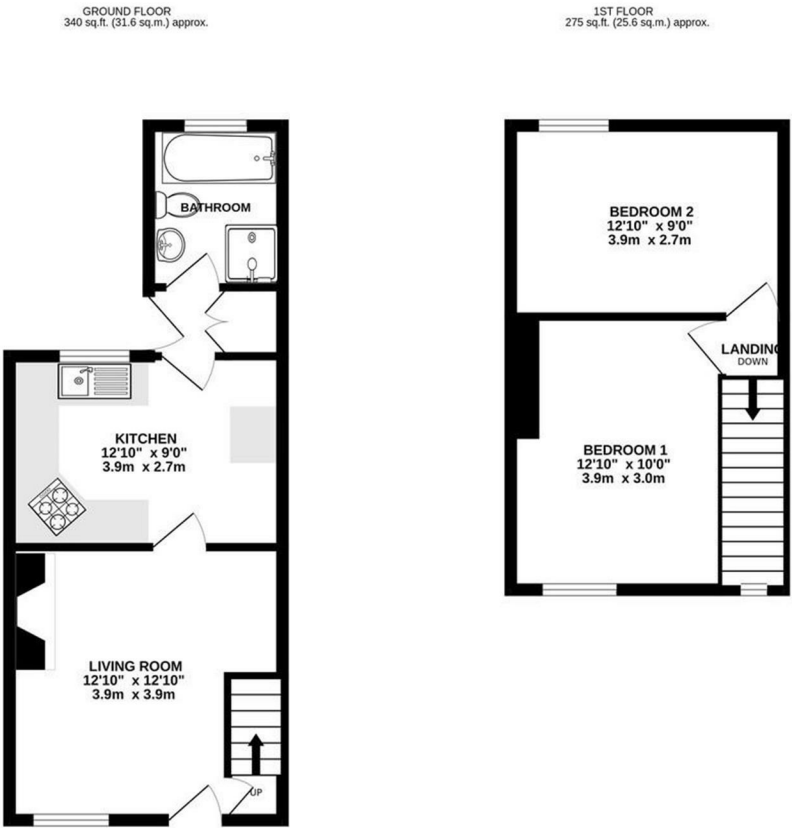 GROUND FLOOR
340 sq.ft. (31.6 sq.m.) approx.
1ST FLOOR
275 sq.ft. (25.6 sq.m.) approx.
BATHROOM
KITCHEN
12'10" x 9'0"
3.9m x 2.7m
LIVING ROOM
12'10" x 12'10"
3.9m x 3.9m
UP
BEDROOM 2
12'10" x 9'0"
3.9m x 2.7m
LANDING
DOWN
BEDROOM 1
12'10" x 10'0"
3.9m x 3.0m